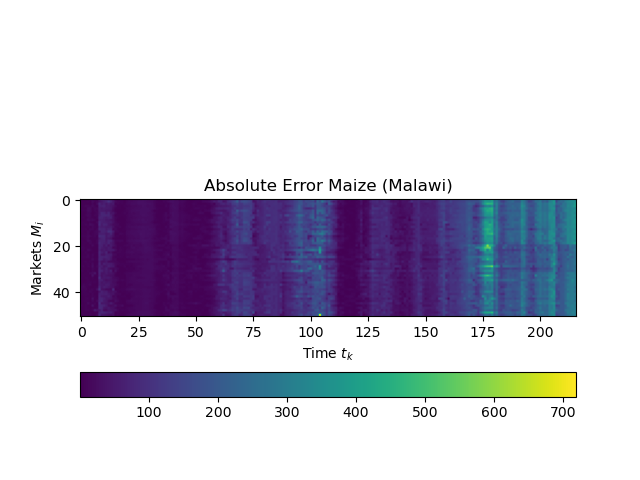 Absolute Error Maize (Malawi)
Markets $M_i$
0
20
40
0 25 50 75 100 125 150 175 200
Time $t_k$
100 200 300 400 500 600 700